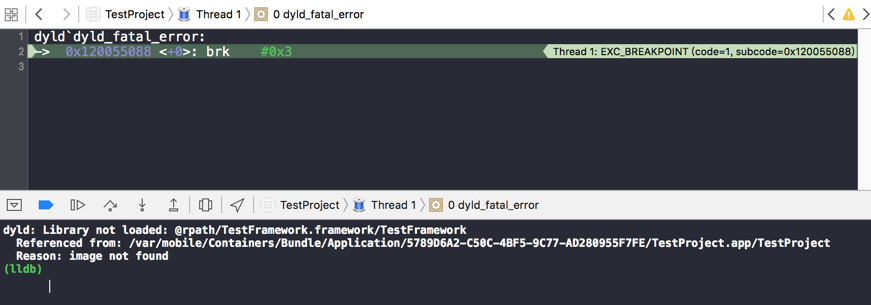 TestProject Thread 1 0 dyld_fatal_error
1 dyld`dyld_fatal_error:
2 -> 0x120055088 <+0>: brk #0x3 Thread 1: EXC_BREAKPOINT (code=1, subcode=0x120055088)
3
TestProject Thread 1 0 dyld_fatal_error
dyld: Library not loaded: @rpath/TestFramework.framework/TestFramework
Referenced from: /var/mobile/Containers/Bundle/Application/5789D6A2-C50C-4BF5-9C77-AD280955F7FE/TestProject.app/TestProject
Reason: image not found
(lldb)